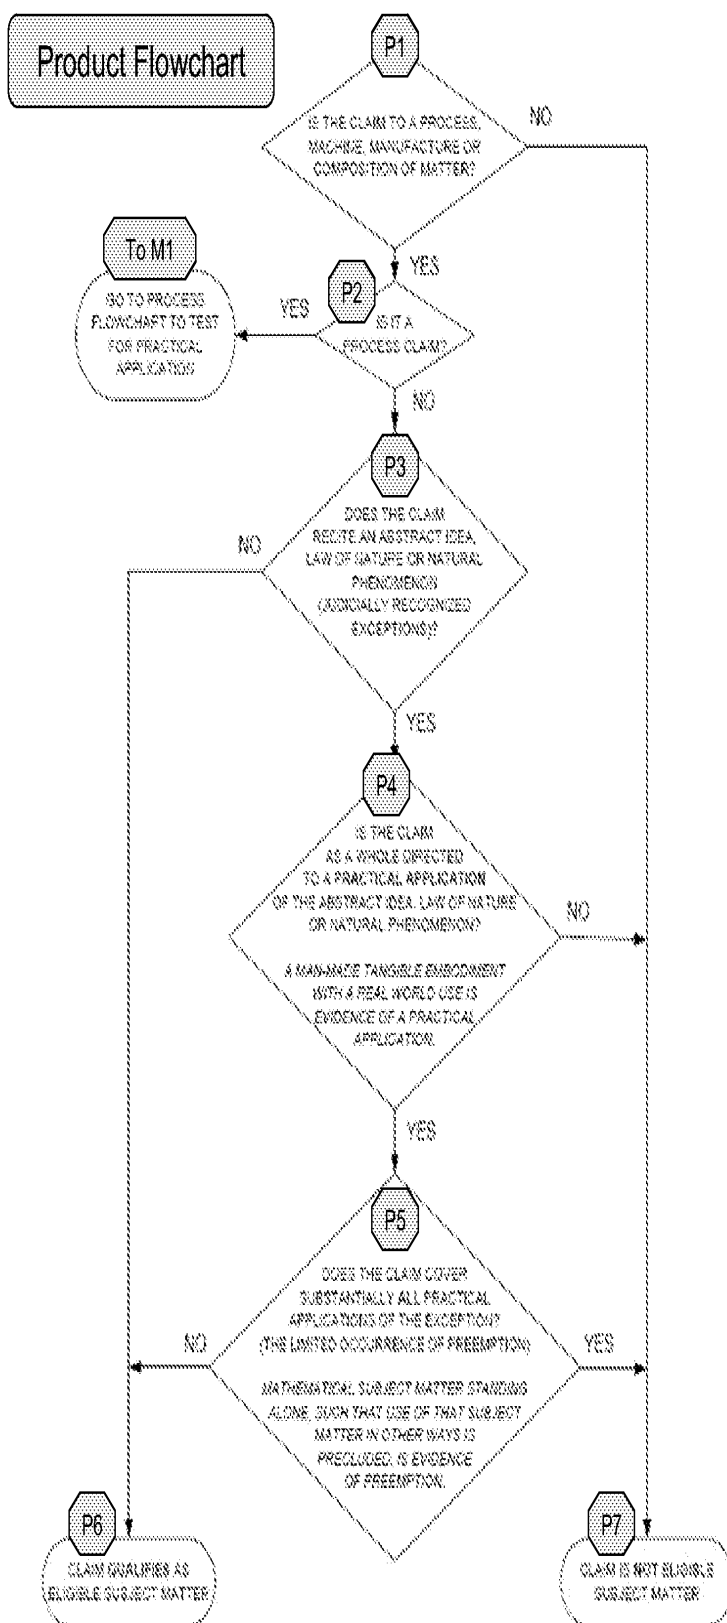 Product Flowchart
P1
IS THE CLAIM TO A PROCESS,
MACHINE, MANUFACTURE OR
COMPOSITION OF MATTER?
NO
YES
To M1
GO TO PROCESS
FLOWCHART TO TEST
FOR PRACTICAL
APPLICATION
YES
P2
IS IT A
PROCESS CLAIM?
NO
P3
DOES THE CLAIM
RECITE AN ABSTRACT IDEA,
LAW OF NATURE OR NATURAL
PHENOMENON
(JUDICIALLY RECOGNIZED
EXCEPTIONS)?
NO
YES
P4
IS THE CLAIM
AS A WHOLE DIRECTED
TO A PRACTICAL APPLICATION
OF THE ABSTRACT IDEA, LAW OF NATURE
OR NATURAL PHENOMENON?
NO
A MAN-MADE TANGIBLE EMBODIMENT
WITH A REAL WORLD USE IS
EVIDENCE OF A PRACTICAL
APPLICATION.
YES
P5
DOES THE CLAIM COVER
SUBSTANTIALLY ALL PRACTICAL
APPLICATIONS OF THE EXCEPTION?
(THE LIMITED OCCURRENCE OF PREEMPTION)
NO
YES
MATHEMATICAL SUBJECT MATTER STANDING
ALONE, SUCH THAT USE OF THAT SUBJECT
MATTER IN OTHER WAYS IS
PRECLUDED, IS EVIDENCE
OF PREEMPTION.
P6
CLAIM QUALIFIES AS
ELIGIBLE SUBJECT MATTER
P7
CLAIM IS NOT ELIGIBLE
SUBJECT MATTER